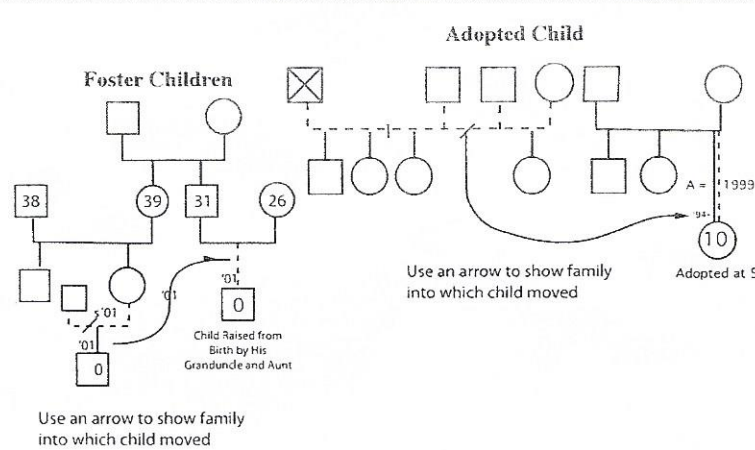 Adopted Child
Foster Children
38
39
31
26
A = 1999
'94-
10
Adopted at 5
Use an arrow to show family
into which child moved
'01
'01
0
Child Raised from
Birth by His
Granduncle and Aunt
s'01
'01
0
Use an arrow to show family
into which child moved